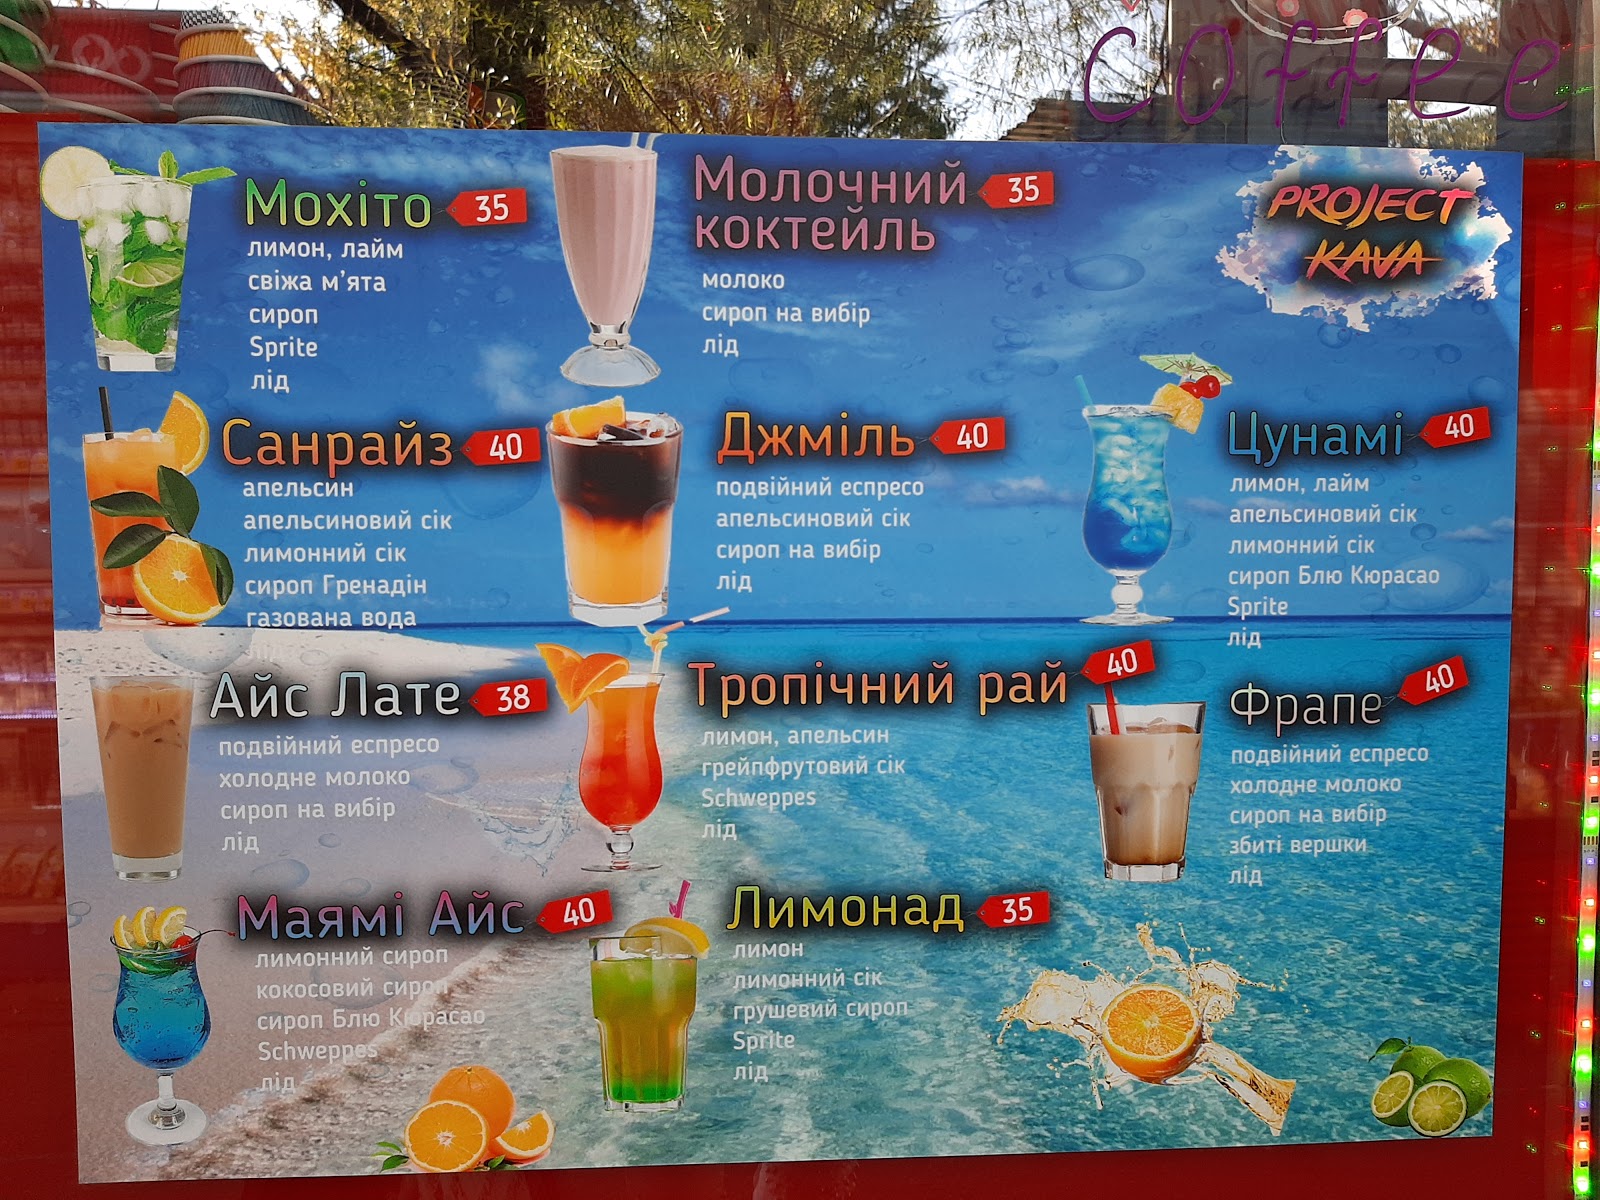 coffee
Мохіто 35
лимон, лайм
свіжа м'ята
сироп
Sprite
лід
Молочний
коктейль
35
молоко
сироп на вибір
лід
PROJECT
KAVA
Санрайз 40
апельсин
апельсиновий сік
лимонний сік
сироп Гренадін
газована вода
лід
Джміль 40
подвійний еспресо
апельсиновий сік
сироп на вибір
лід
Цунамі 40
лимон, лайм
апельсиновий сік
лимонний сік
сироп Блю Кюрасао
Sprite
лід
Айс Лате 38
подвійний еспресо
холодне молоко
сироп на вибір
лід
Тропічний рай 40
лимон, апельсин
грейпфрутовий сік
Schweppes
лід
Фрапе 40
подвійний еспресо
холодне молоко
сироп на вибір
збиті вершки
лід
Маямі Айс 40
лимонний сироп
кокосовий сироп
сироп Блю Кюрасао
Schweppes
лід
Лимонад 35
лимон
лимонний сік
грушевий сироп
Sprite
лід